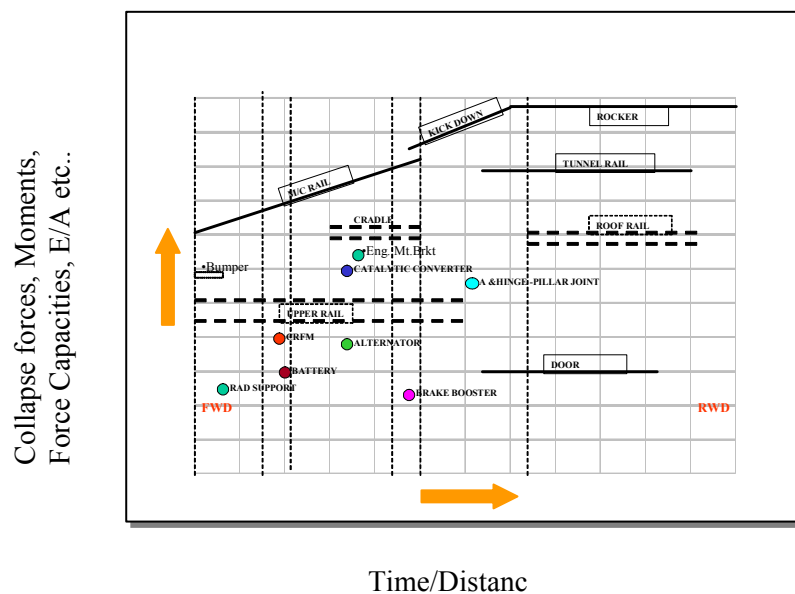 Collapse forces, Moments,
Force Capacities, E/A etc..
KICK DOWN
ROCKER
TUNNEL RAIL
M/C RAIL
CRADLE
ROOF RAIL
•Eng. Mt.Brkt
•Bumper
CATALYTIC CONVERTER
A &HINGE-PILLAR JOINT
UPPER RAIL
CRFM
ALTERNATOR
DOOR
BATTERY
RAD SUPPORT
BRAKE BOOSTER
FWD
RWD
Time/Distanc